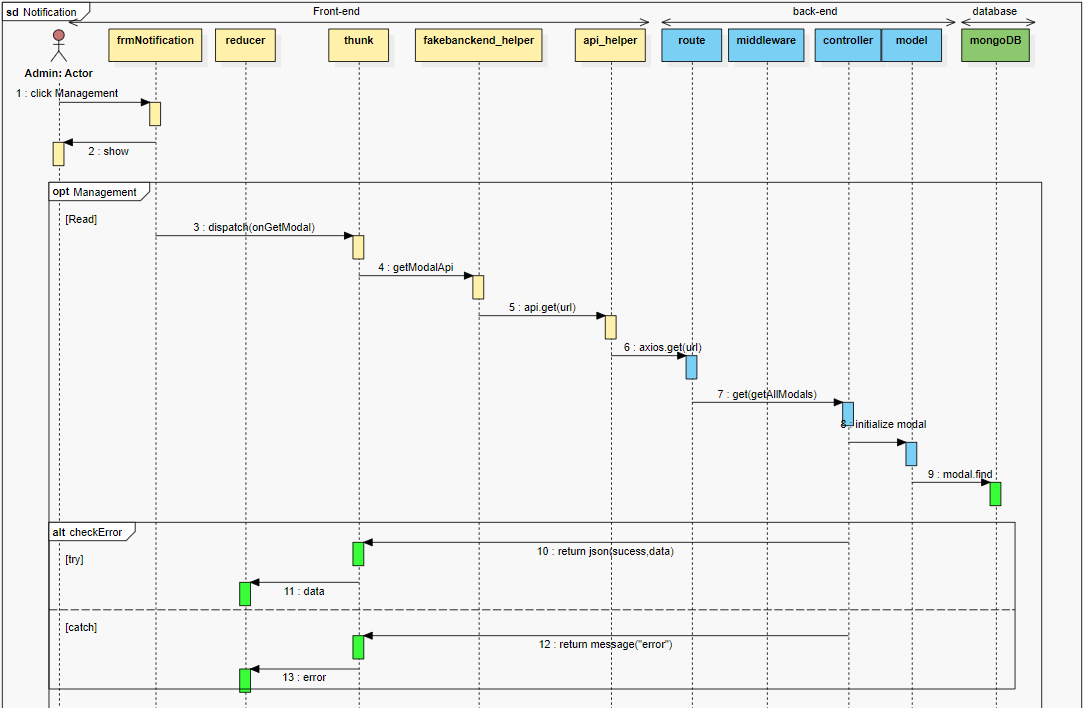 sd Notification
Front-end
back-end
database
frmNotification
reducer
thunk
fakebanckend_helper
api_helper
route
middleware
controller
model
mongoDB
Admin: Actor
1 : click Management
2 : show
opt Management
[Read]
3 : dispatch(onGetModal)
4 : getModalApi
5 : api.get(url)
6 : axios.get(url)
7 : get(getAllModals)
8 : initialize modal
9 : modal.find
alt checkError
[try]
10 : return json(sucess,data)
11 : data
[catch]
12 : return message("error")
13 : error